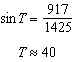 sin T = 917/1425
T ≈ 40